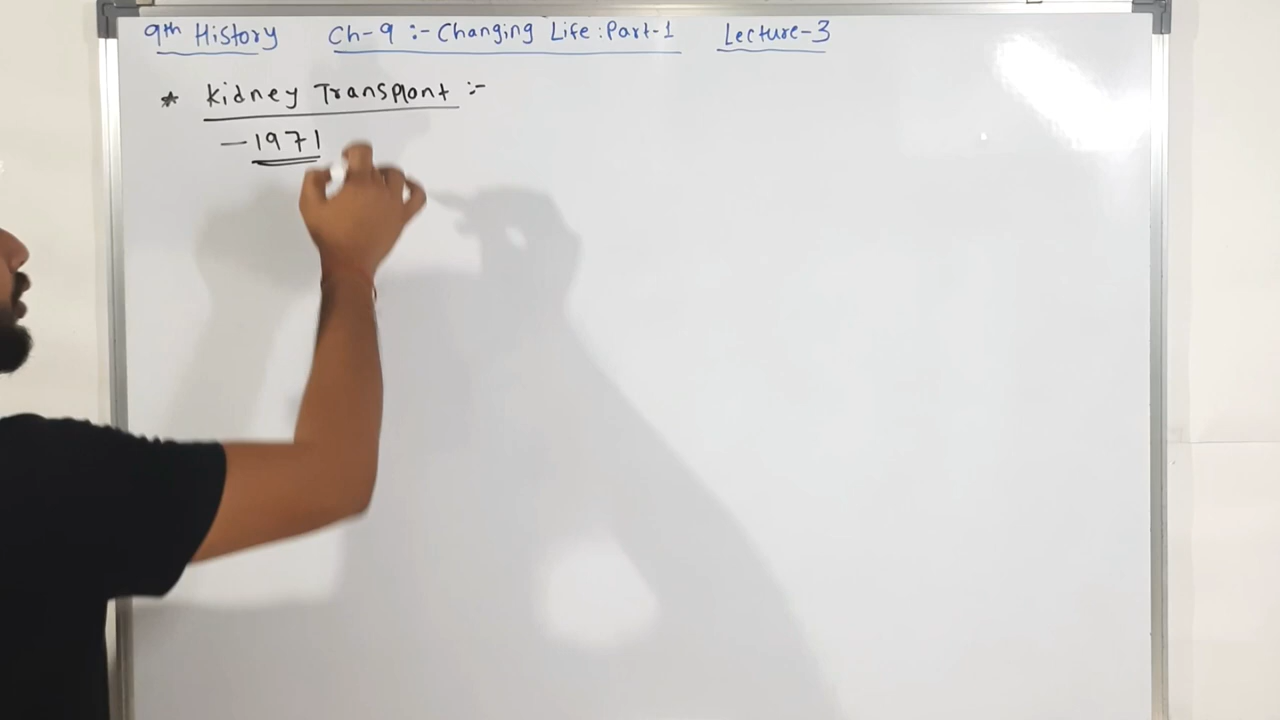 9th History Ch-9 :- Changing Life : Part-1 Lecture-3
* Kidney Transplant :-
- 1971